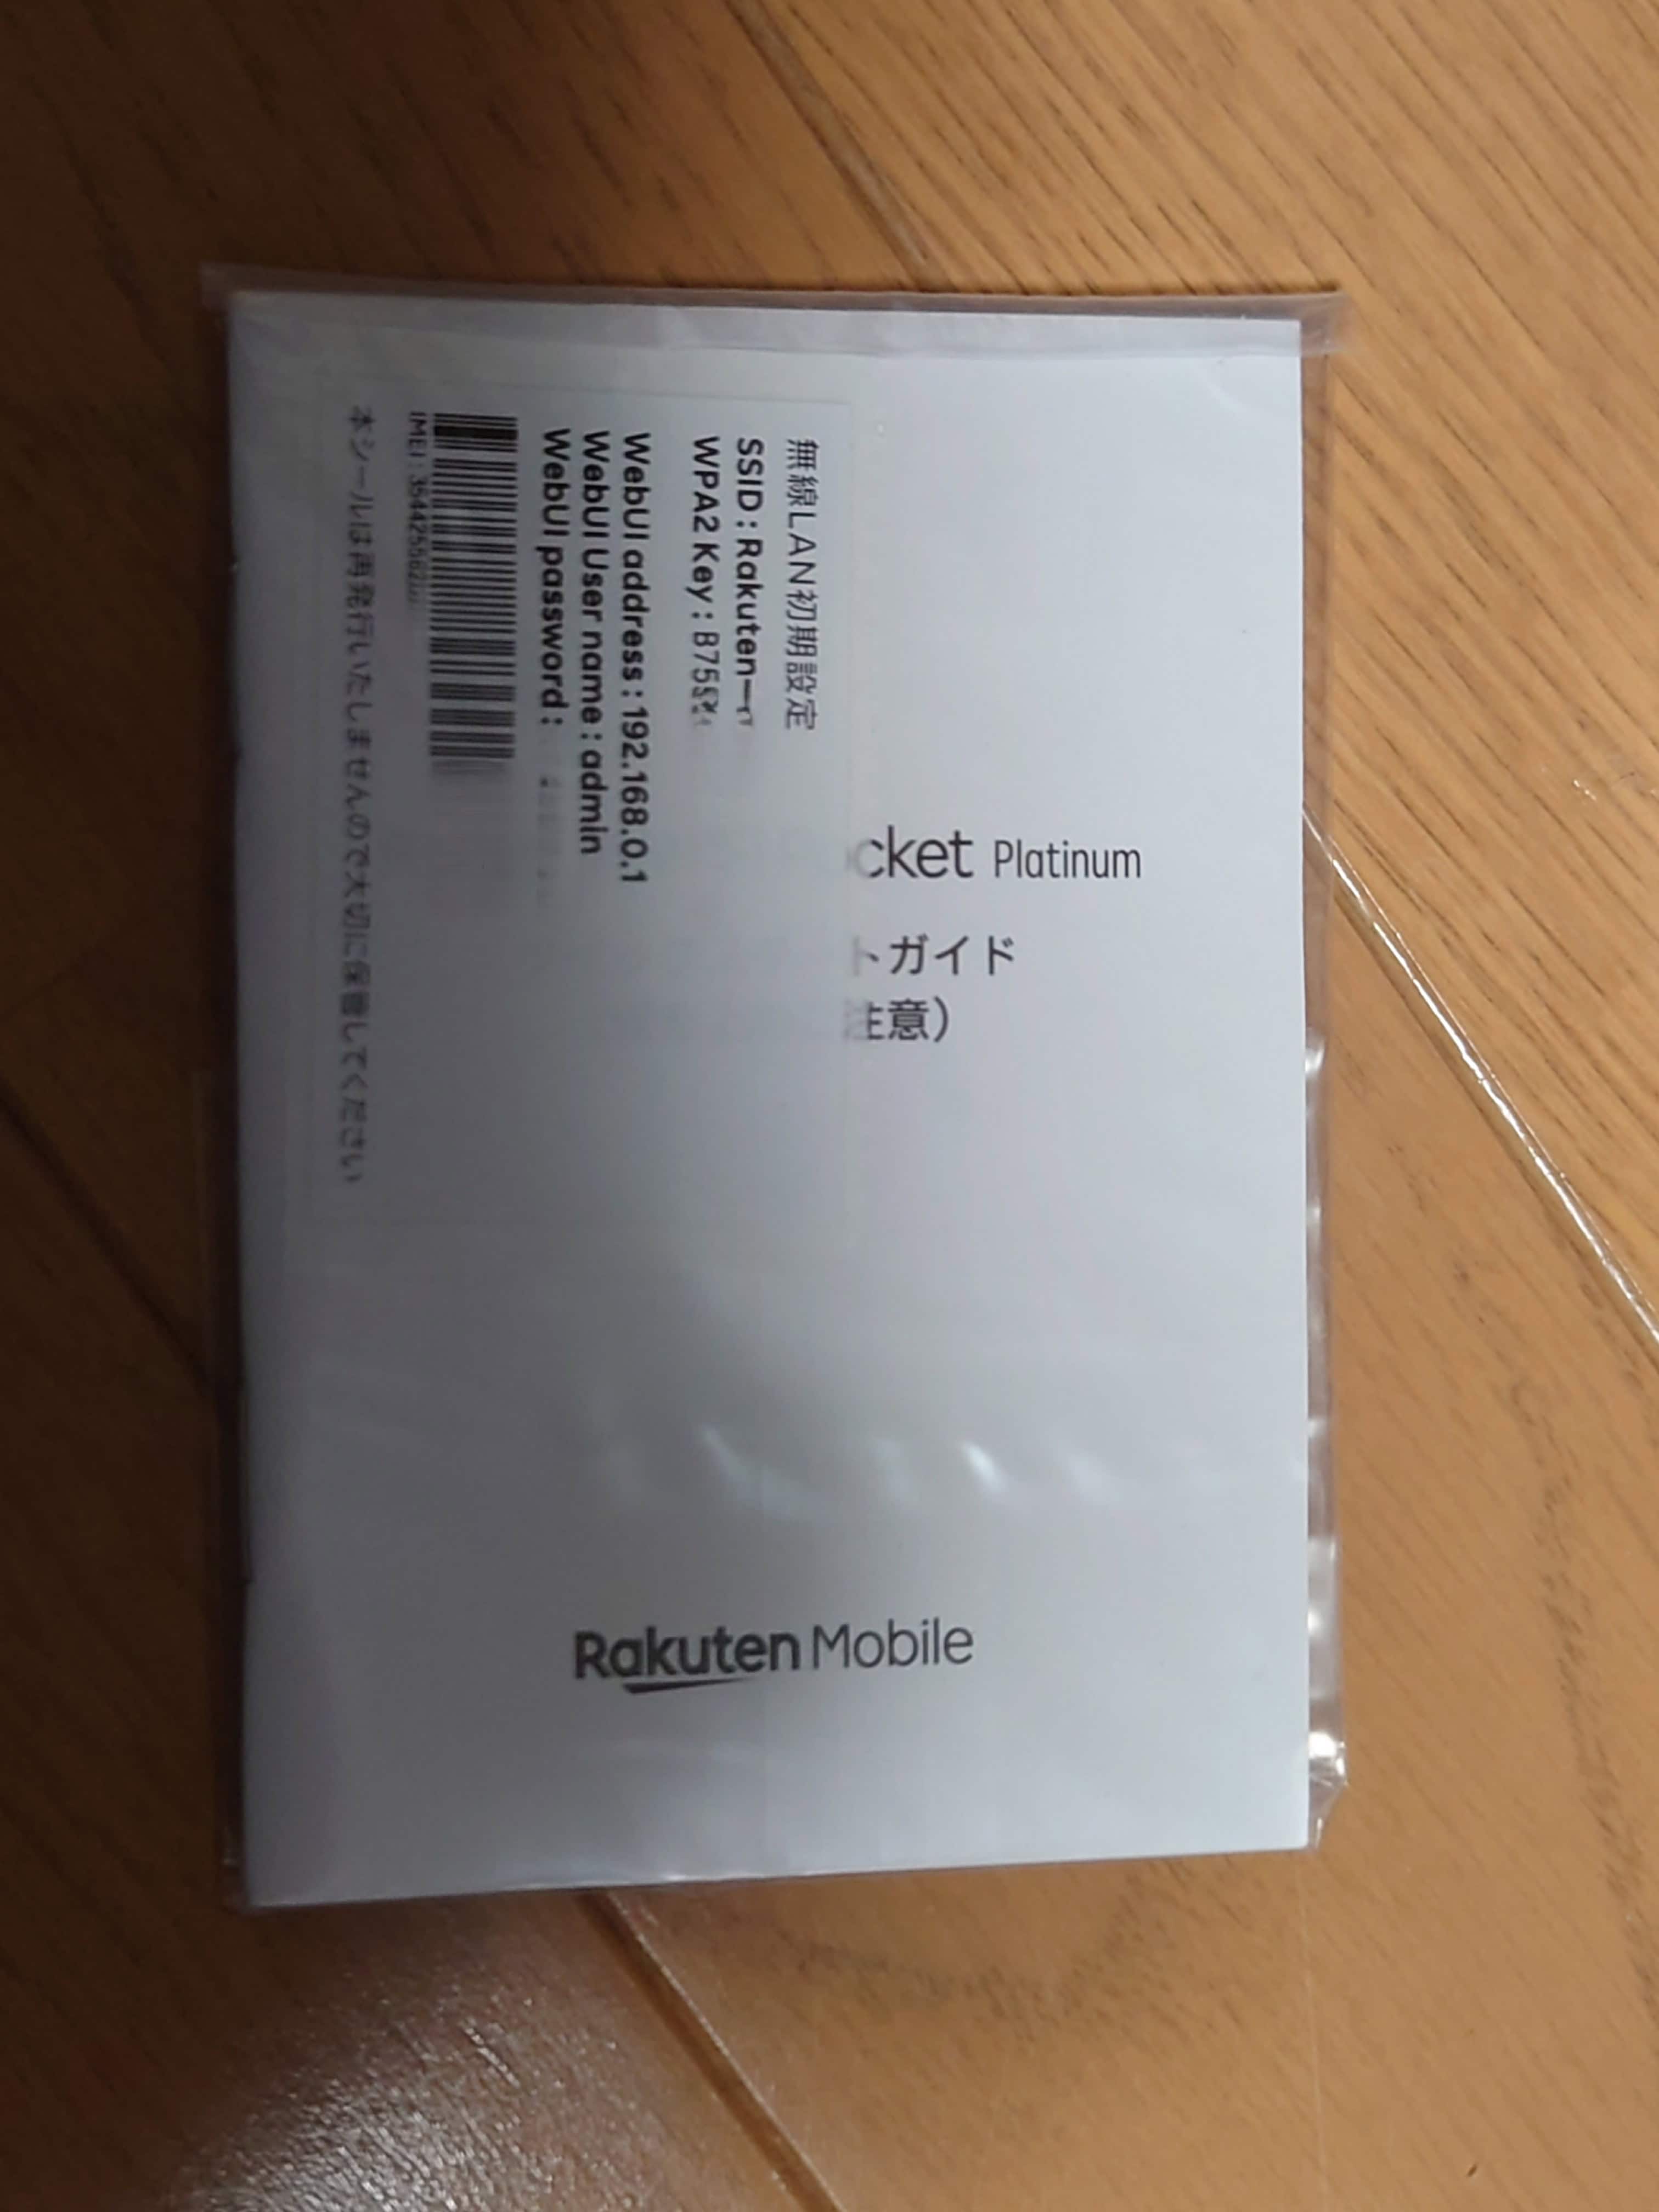 無線LAN初期設定
SSID : Rakuten-
WPA2 Key : B75
WebUI address : 192.168.0.1
WebUI User name : admin
WebUI password :
IMEI : 35442556
本シールは再発行いたしませんので大切に保管してください
cket Platinum
トガイド
注意）
Rakuten Mobile